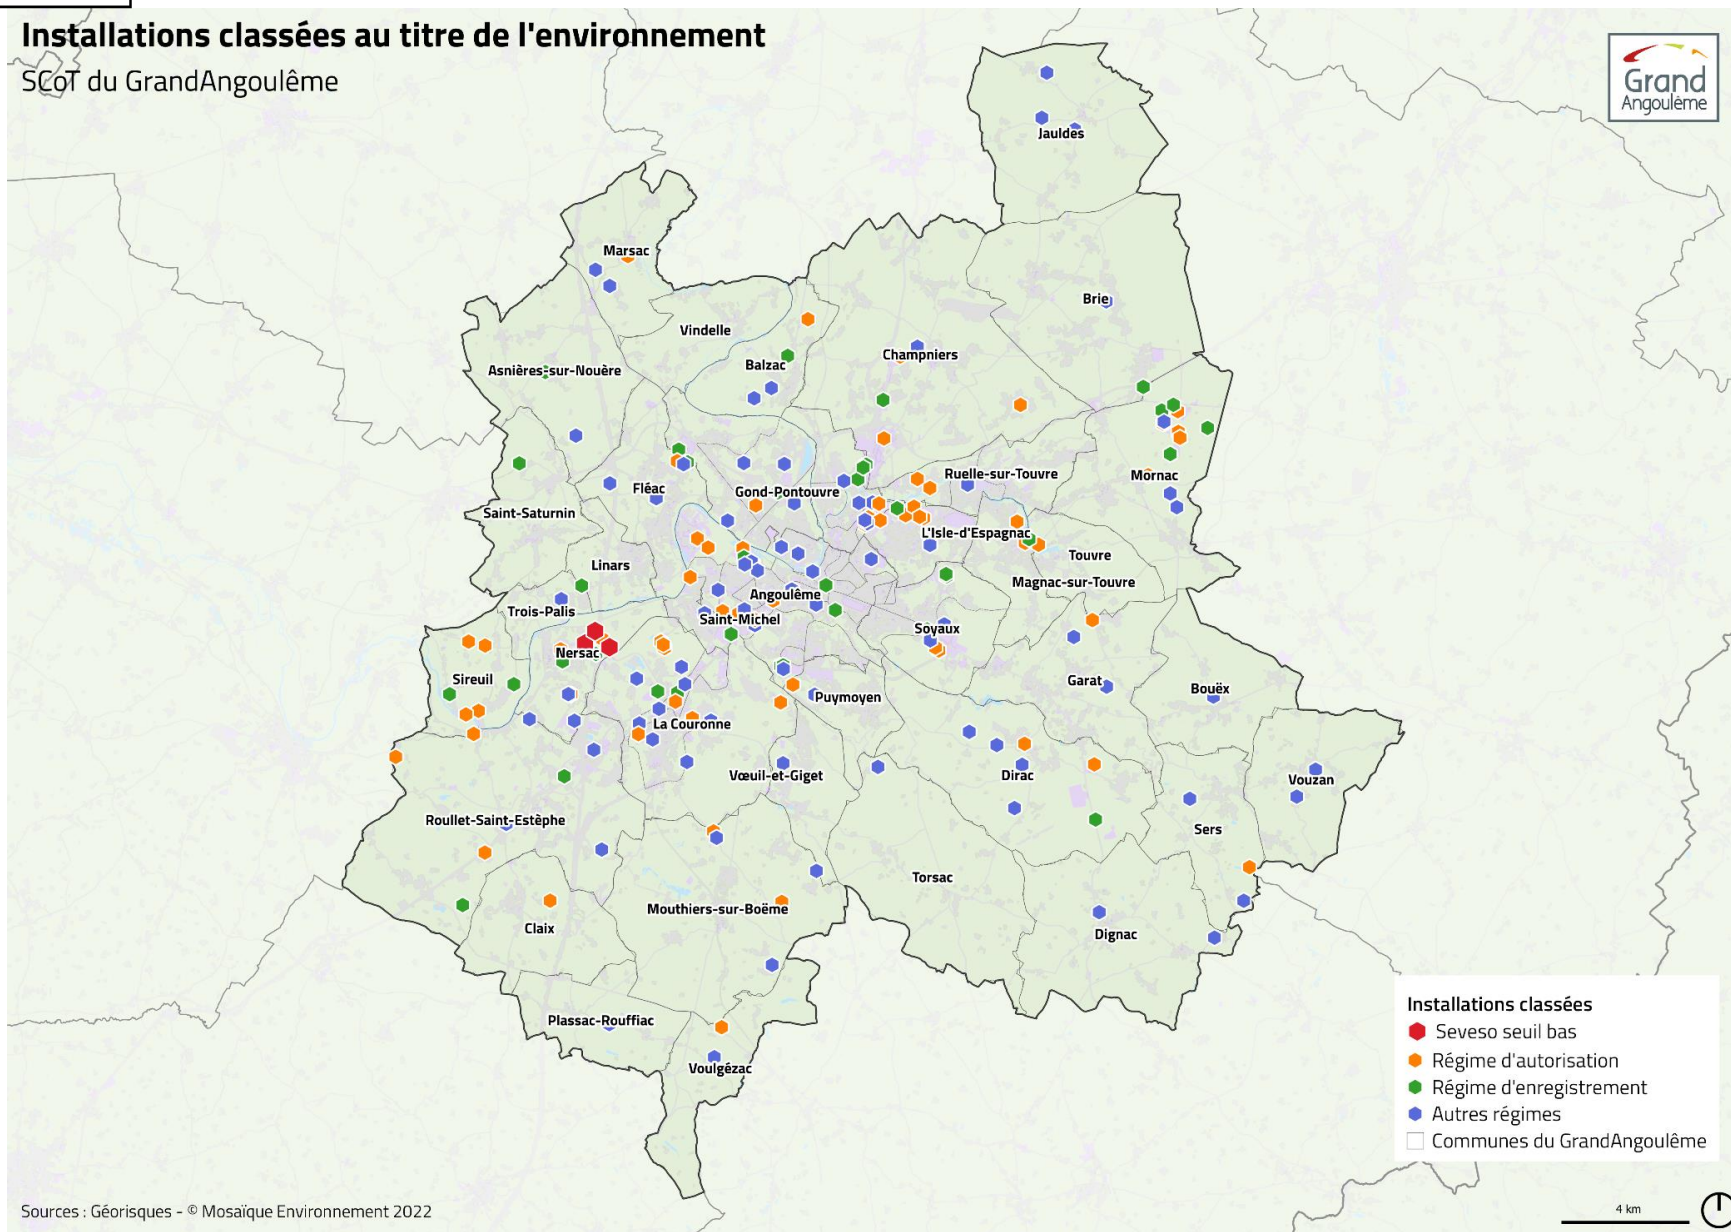 Installations classées au titre de l'environnement
SCoT du GrandAngoulême
Grand
Angoulême
Jauldes
Marsac
Brie
Vindelle
Champniers
Balzac
Asnières-sur-Nouère
Ruelle-sur-Touvre
Mornac
Fléac
Gond-Pontouvre
Saint-Saturnin
L'Isle-d'Espagnac
Touvre
Linars
Magnac-sur-Touvre
Angoulême
Trois-Palis
Saint-Michel
Soyaux
Nersac
Sireuil
Garat
Bouëx
Puymoyen
La Couronne
Vœuil-et-Giget
Dirac
Vouzan
Roullet-Saint-Estèphe
Sers
Torsac
Mouthiers-sur-Boëme
Claix
Dignac
Plassac-Rouffiac
Voulgézac
Installations classées
Seveso seuil bas
Régime d'autorisation
Régime d'enregistrement
Autres régimes
Communes du GrandAngoulême
Sources : Géorisques - © Mosaïque Environnement 2022
4 km